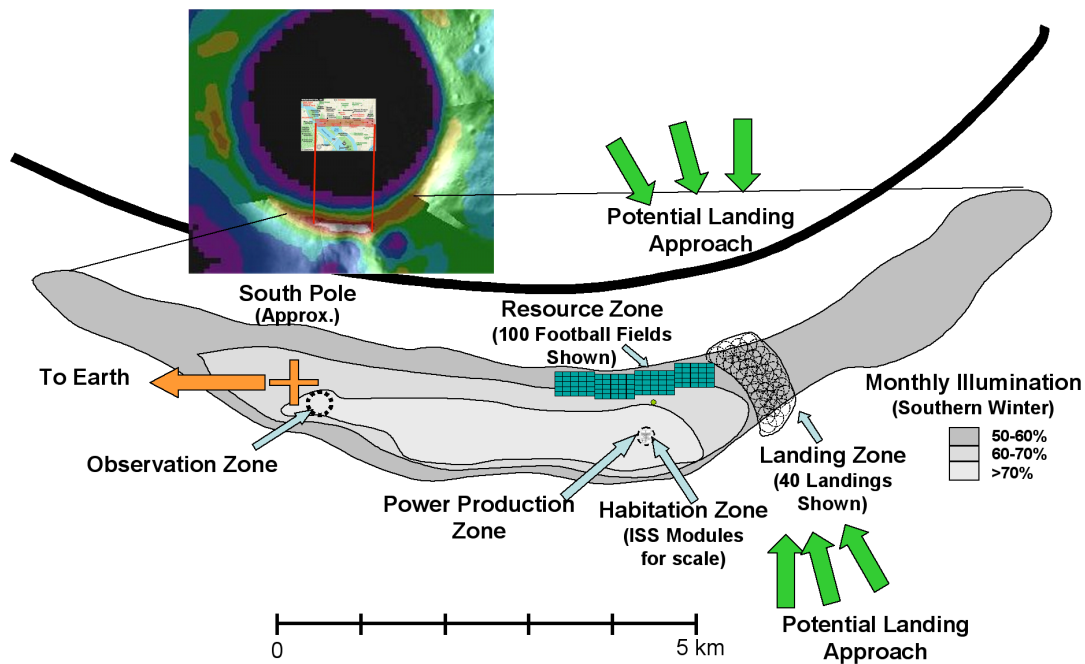 Potential Landing
Approach
South Pole
(Approx.)
Resource Zone
(100 Football Fields
Shown)
To Earth
Monthly Illumination
(Southern Winter)
50-60%
60-70%
>70%
Observation Zone
Landing Zone
(40 Landings
Shown)
Power Production
Zone
Habitation Zone
(ISS Modules
for scale)
Potential Landing
Approach
0
5 km